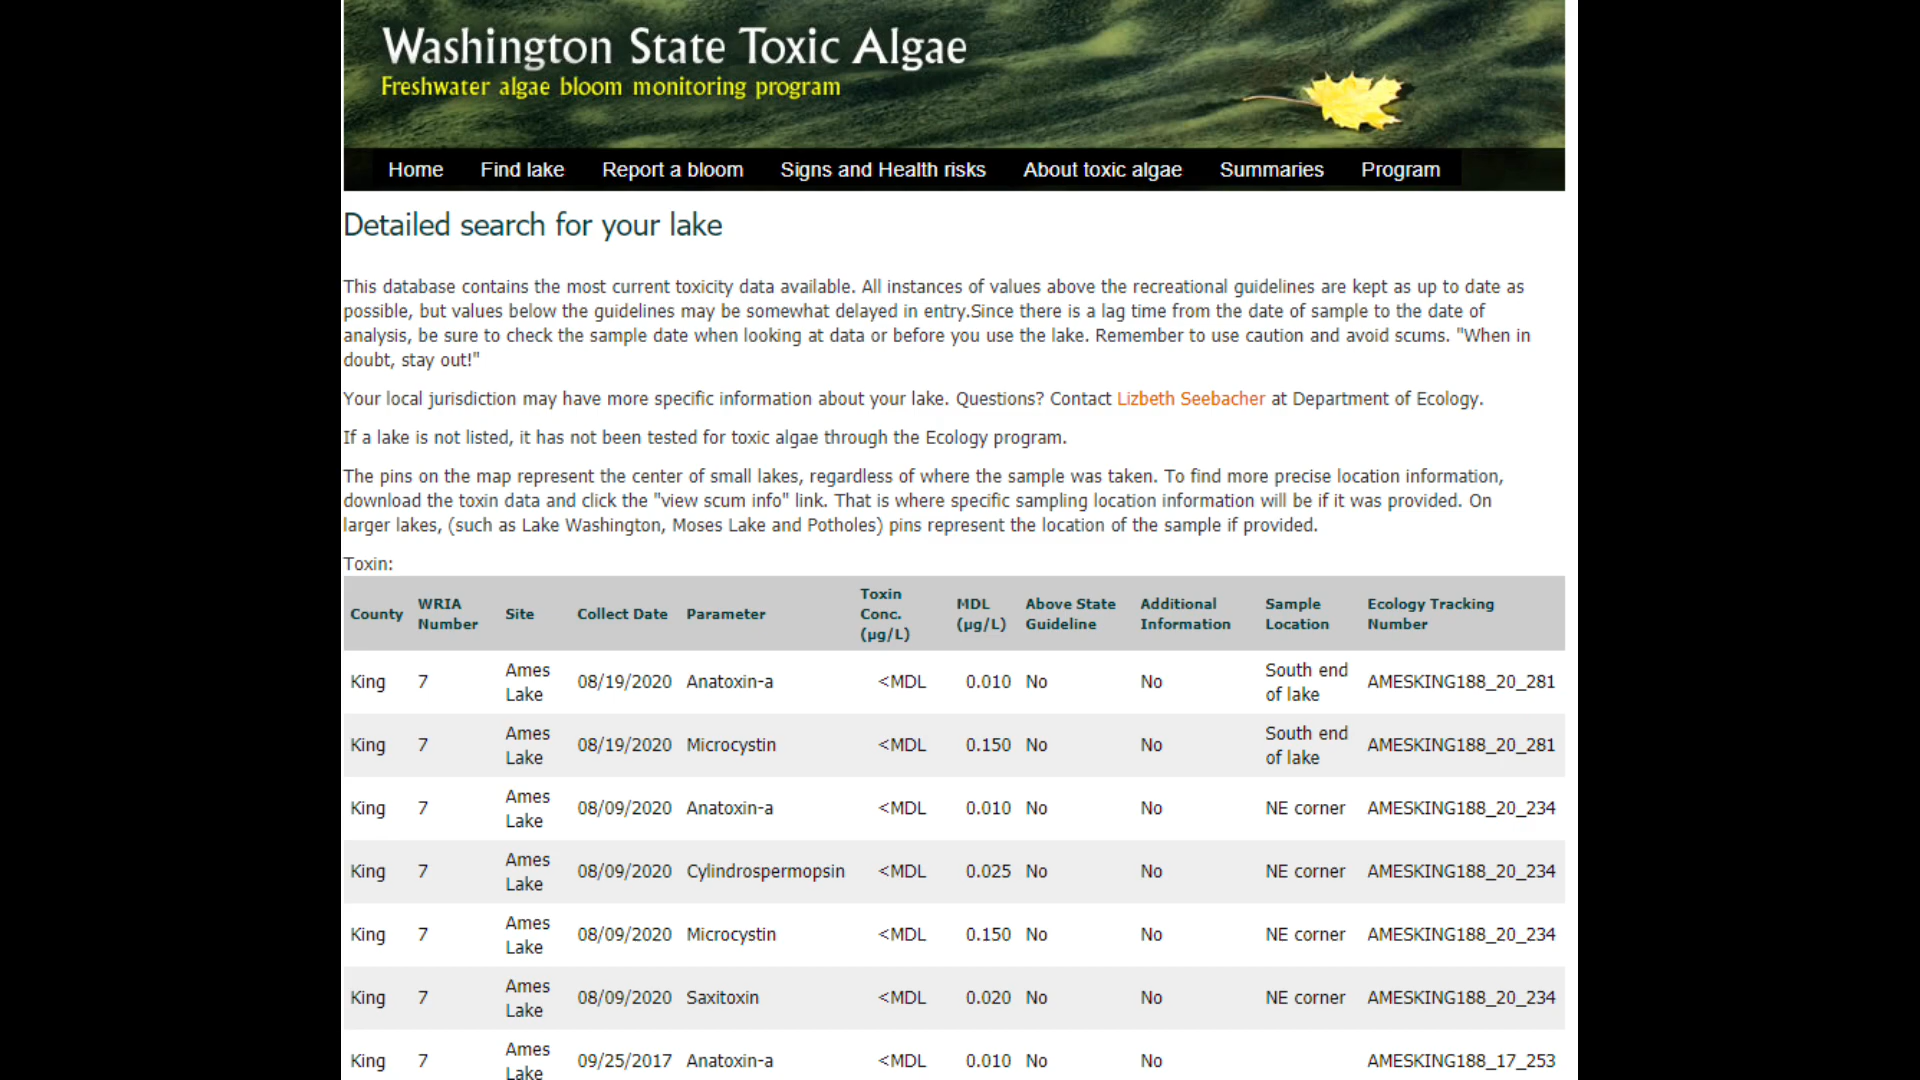 Washington State Toxic Algae
Freshwater algae bloom monitoring program
Home Find lake Report a bloom Signs and Health risks About toxic algae Summaries Program
Detailed search for your lake
This database contains the most current toxicity data available. All instances of values above the recreational guidelines are kept as up to date as
possible, but values below the guidelines may be somewhat delayed in entry.Since there is a lag time from the date of sample to the date of
analysis, be sure to check the sample date when looking at data or before you use the lake. Remember to use caution and avoid scums. "When in
doubt, stay out!"
Your local jurisdiction may have more specific information about your lake. Questions? Contact Lizbeth Seebacher at Department of Ecology.
If a lake is not listed, it has not been tested for toxic algae through the Ecology program.
The pins on the map represent the center of small lakes, regardless of where the sample was taken. To find more precise location information,
download the toxin data and click the "view scum info" link. That is where specific sampling location information will be if it was provided. On
larger lakes, (such as Lake Washington, Moses Lake and Potholes) pins represent the location of the sample if provided.
Toxin:
County WRIA Number Site Collect Date Parameter Toxin Conc. (µg/L) MDL (µg/L) Above State Guideline Additional Information Sample Location Ecology Tracking Number
King 7 Ames Lake 08/19/2020 Anatoxin-a <MDL 0.010 No No South end of lake AMESKING188_20_281
King 7 Ames Lake 08/19/2020 Microcystin <MDL 0.150 No No South end of lake AMESKING188_20_281
King 7 Ames Lake 08/09/2020 Anatoxin-a <MDL 0.010 No No NE corner AMESKING188_20_234
King 7 Ames Lake 08/09/2020 Cylindrospermopsin <MDL 0.025 No No NE corner AMESKING188_20_234
King 7 Ames Lake 08/09/2020 Microcystin <MDL 0.150 No No NE corner AMESKING188_20_234
King 7 Ames Lake 08/09/2020 Saxitoxin <MDL 0.020 No No NE corner AMESKING188_20_234
King 7 Ames Lake 09/25/2017 Anatoxin-a <MDL 0.010 No No AMESKING188_17_253